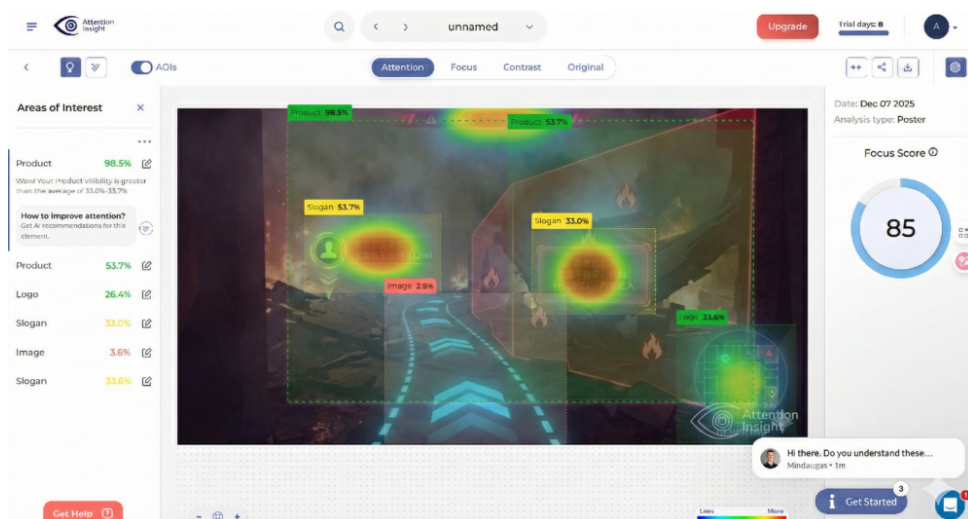 Attention
Insight
unnamed
Upgrade
Trial days: 8
A
AOIs
Attention
Focus
Contrast
Original
Areas of Interest
Product 98.5%
Wow! Your Product visibility is greater
than the average of 33.0%-33.7%
How to improve attention?
Get AI recommendations for this
element.
Product 53.7%
Logo 26.4%
Slogan 33.0%
Image 3.6%
Slogan 33.6%
Get Help
Product 98.5%
Product 53.7%
Slogan 53.7%
Slogan 33.0%
Image 2.9%
Logo 33.6%
Attention
Insight
Less
More
Date: Dec 07 2025
Analysis type: Poster
Focus Score
85
Hi there. Do you understand these...
Mindaugas • 1m
3
Get Started
1